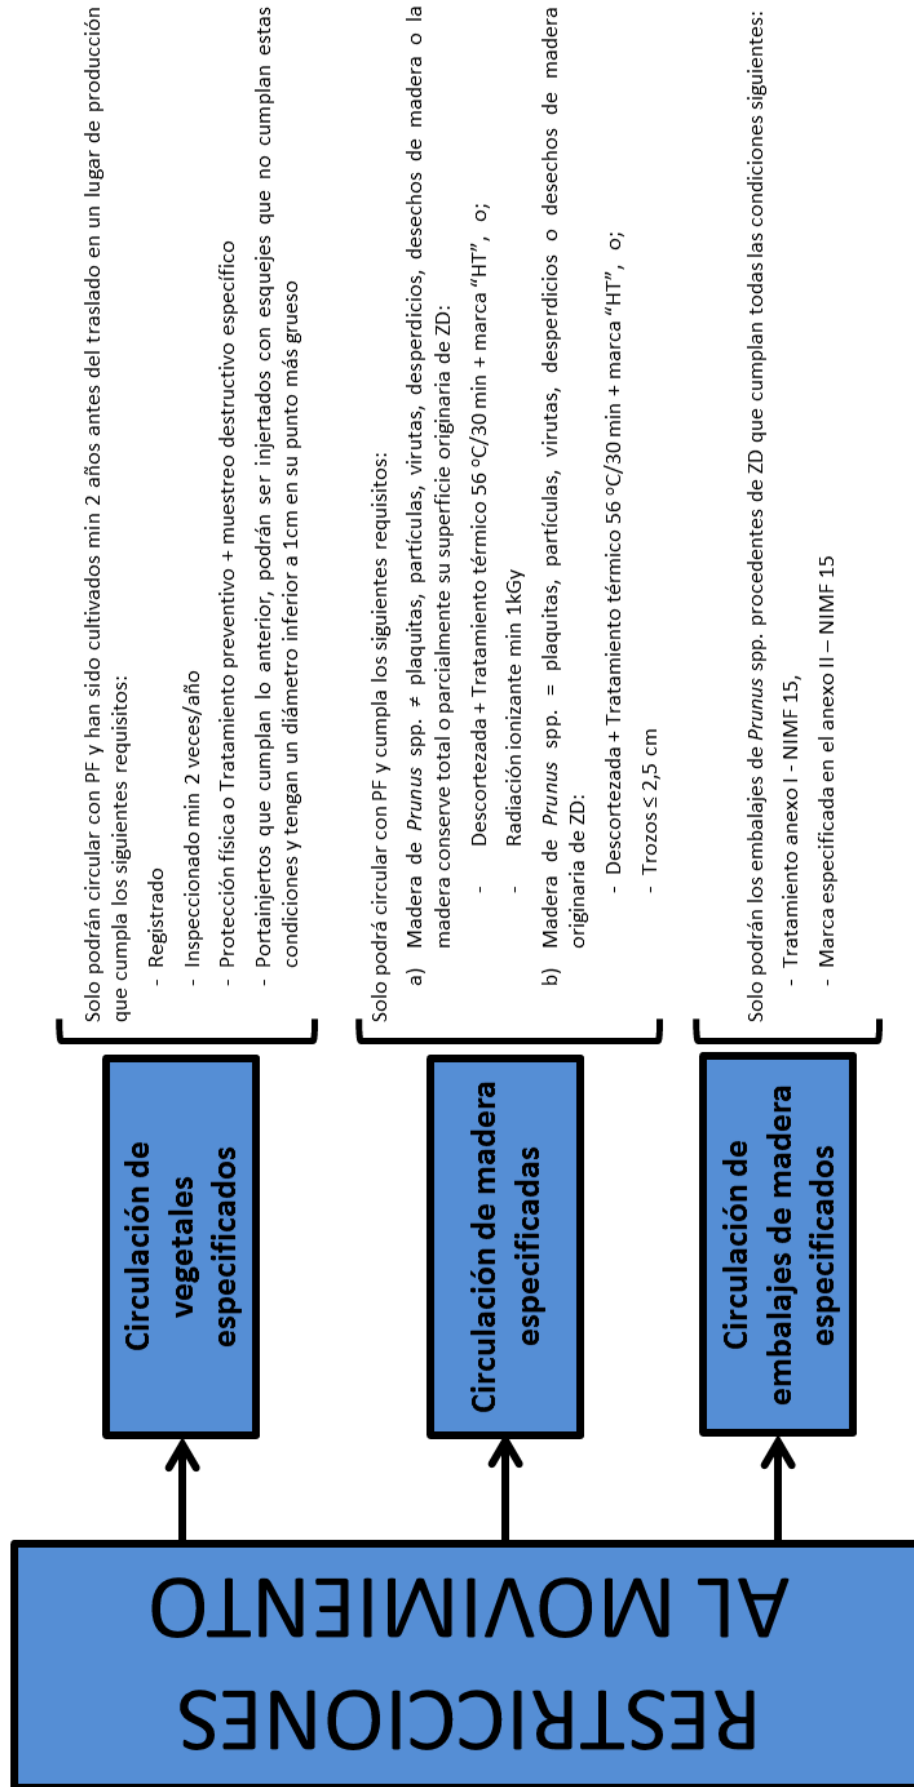 RESTRICCIONES
AL MOVIMIENTO
Circulación de
vegetales
especificados
Solo podrán circular con PF y han sido cultivados min 2 años antes del traslado en un lugar de producción
que cumpla los siguientes requisitos:
- Registrado
- Inspeccionado min 2 veces/año
- Protección física o Tratamiento preventivo + muestreo destructivo específico
- Portainjertos que cumplan lo anterior, podrán ser injertados con esquejes que no cumplan estas
condiciones y tengan un diámetro inferior a 1cm en su punto más grueso
Circulación de madera
especificadas
Solo podrá circular con PF y cumpla los siguientes requisitos:
a) Madera de Prunus spp. ≠ plaquitas, partículas, virutas, desperdicios, desechos de madera o la
madera conserve total o parcialmente su superficie originaria de ZD:
- Descortezada + Tratamiento térmico 56 ºC/30 min + marca “HT”, o;
- Radiación ionizante min 1kGy
b) Madera de Prunus spp. = plaquitas, partículas, virutas, desperdicios o desechos de madera
originaria de ZD:
- Descortezada + Tratamiento térmico 56 ºC/30 min + marca “HT”, o;
- Trozos ≤ 2,5 cm
Circulación de
embalajes de madera
especificados
Solo podrán los embalajes de Prunus spp. procedentes de ZD que cumplan todas las condiciones siguientes:
- Tratamiento anexo I - NIMF 15,
- Marca especificada en el anexo II – NIMF 15